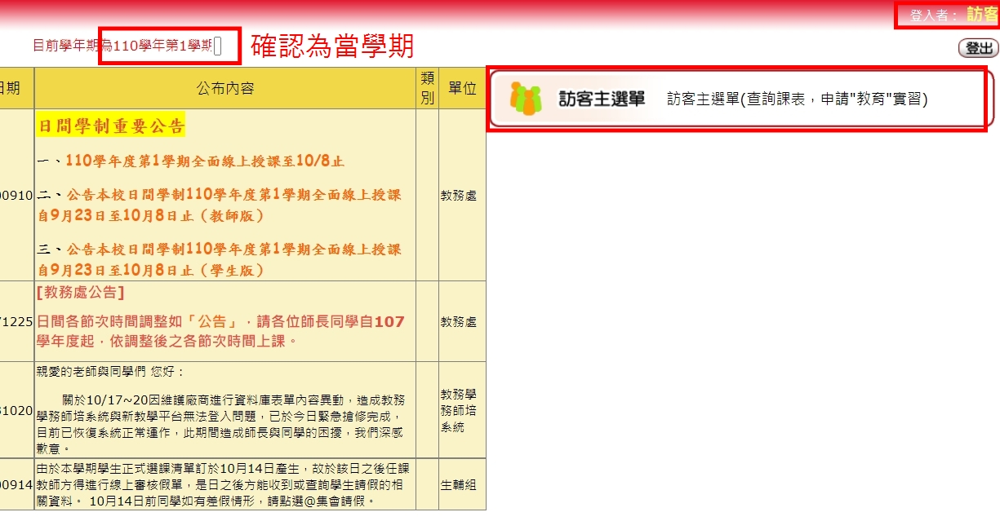 登入者： 訪客
目前學年期為110學年第1學期
確認為當學期
登出
日期 公布內容 類別 單位
訪客主選單 訪客主選單(查詢課表，申請"教育"實習)
日間學制重要公告
一、110學年度第1學期全面線上授課至10/8止
00910
二、公告本校日間學制110學年度第1學期全面線上授課
自9月23日至10月8日止（教師版）
教務處
三、公告本校日間學制110學年度第1學期全面線上授課
自9月23日至10月8日止（學生版）
[教務處公告]
1225
日間各節次時間調整如「公告」，請各位師長同學自107
學年度起，依調整後之各節次時間上課。
教務處
親愛的老師與同學們 您好：
關於10/17~20因維護廠商進行資料庫表單內容異動，造成教務
學務師培系統與新教學平台無法登入問題，已於今日緊急搶修完成，
目前已恢復系統正常運作，此期間造成師長與同學的困擾，我們深感
歉意。
1020
教務學
務師培
系統
由於本學期學生正式選課清單訂於10月14日產生，故於該日之後任課
教師方得進行線上審核假單，是日之後方能收到或查詢學生請假的相
關資料。 10月14日前同學如有差假情形，請點選@集會請假。
00914
生輔組